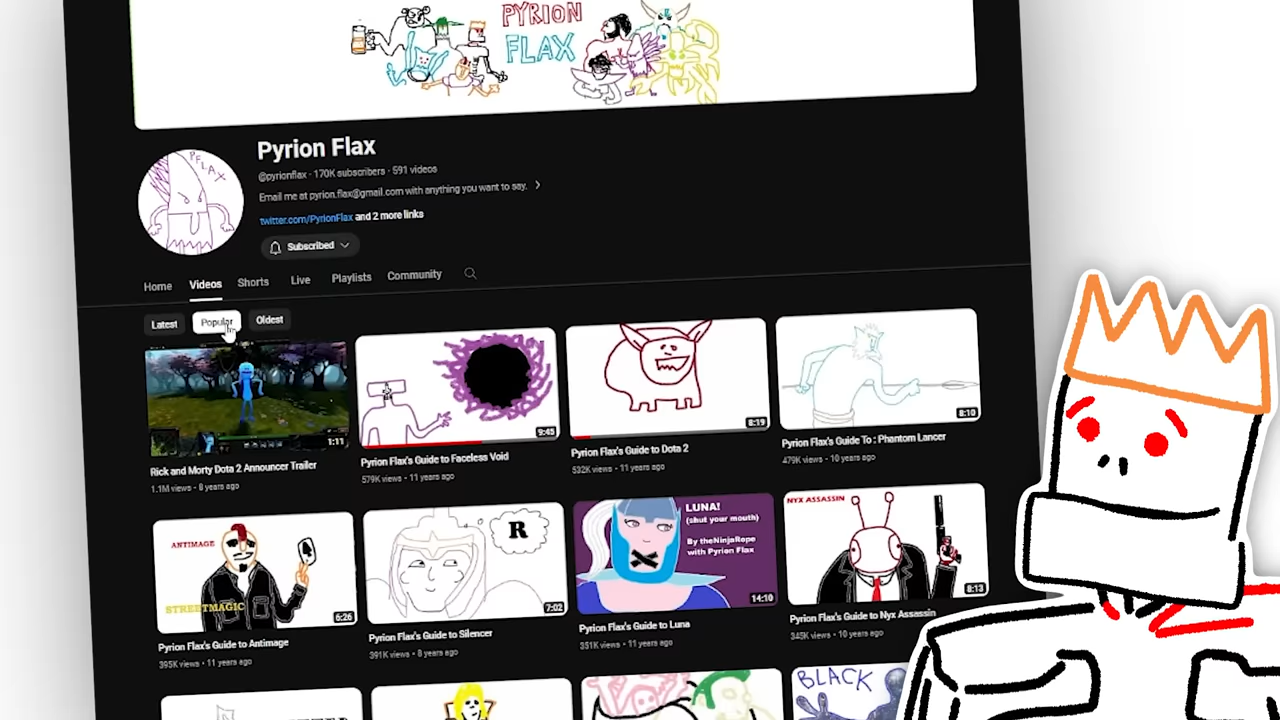 PYRION
FLAX
PFLAX
Pyrion Flax
@pyrionflax · 170K subscribers · 591 videos
Email me at pyrion.flax@gmail.com with anything you want to say.
twitter.com/PyrionFlax and 2 more links
Subscribed
Home Videos Shorts Live Playlists Community
Latest Popular Oldest
1:11
9:45
8:19
8:10
Rick and Morty Dota 2 Announcer Trailer
1.1M views · 8 years ago
Pyrion Flax's Guide to Faceless Void
579K views · 11 years ago
Pyrion Flax's Guide to Dota 2
532K views · 11 years ago
Pyrion Flax's Guide To : Phantom Lancer
479K views · 10 years ago
ANTIMAGE
STREETMAGIC
6:26
R
7:02
LUNA!
(shut your mouth)
By theNinjaRope
with Pyrion Flax
14:10
NYX ASSASSIN
8:13
Pyrion Flax's Guide to Antimage
395K views · 11 years ago
Pyrion Flax's Guide to Silencer
391K views · 8 years ago
Pyrion Flax's Guide to Luna
351K views · 11 years ago
Pyrion Flax's Guide to Nyx Assassin
345K views · 10 years ago
BLACK